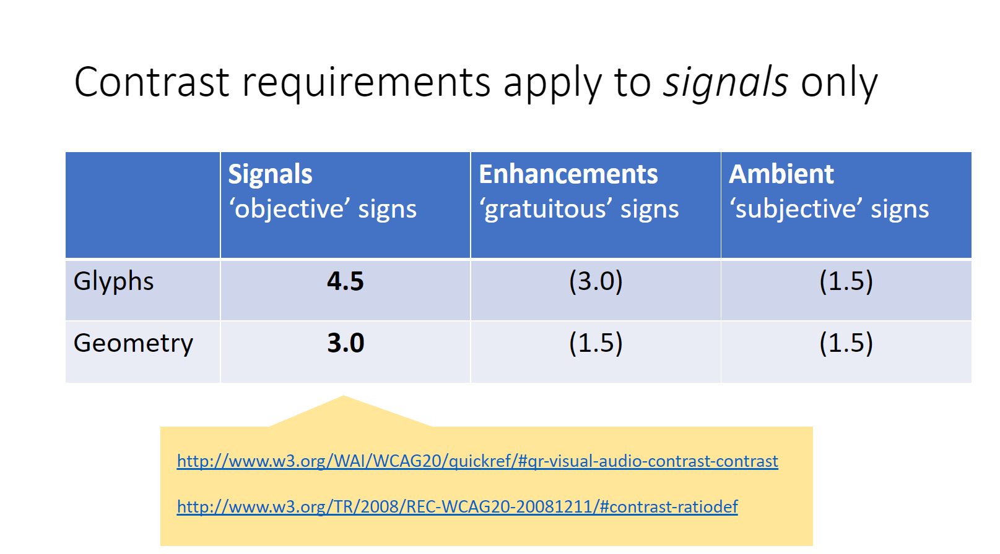 Contrast requirements apply to signals only
Signals
‘objective’ signs
Enhancements
‘gratuitous’ signs
Ambient
‘subjective’ signs
Glyphs 4.5 (3.0) (1.5)
Geometry 3.0 (1.5) (1.5)
http://www.w3.org/WAI/WCAG20/quickref/#qr-visual-audio-contrast-contrast
http://www.w3.org/TR/2008/REC-WCAG20-20081211/#contrast-ratiodef